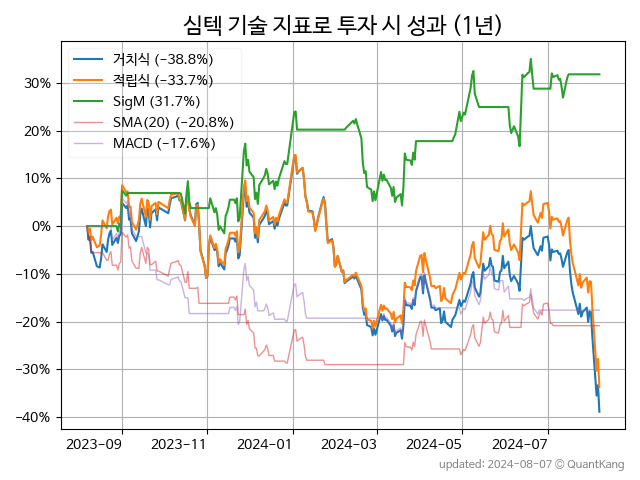 심텍 기술 지표로 투자 시 성과 (1년)
거치식 (−38.8%)
적립식 (−33.7%)
SigM (31.7%)
SMA(20) (−20.8%)
MACD (−17.6%)
30%
20%
10%
0%
−10%
−20%
−30%
−40%
2023-09 2023-11 2024-01 2024-03 2024-05 2024-07
updated: 2024-08-07 © QuantKang